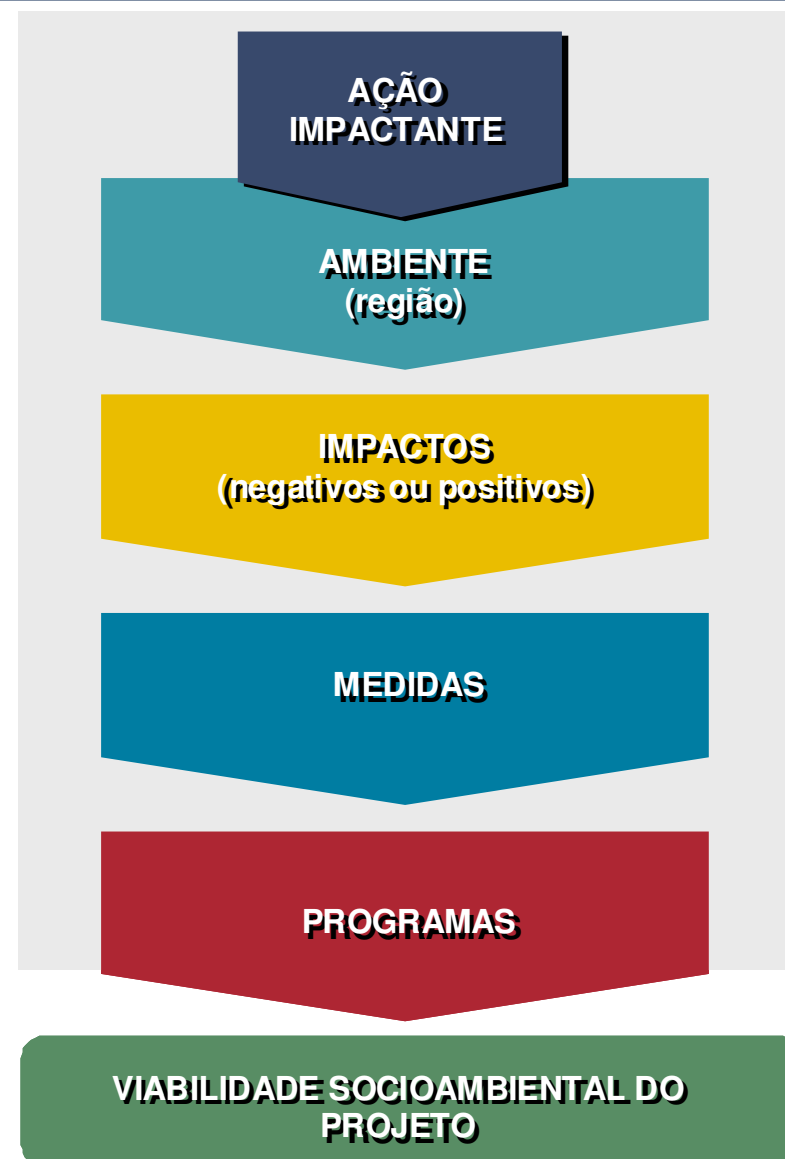 AÇÃO
IMPACTANTE
AMBIENTE
(região)
IMPACTOS
(negativos ou positivos)
MEDIDAS
PROGRAMAS
VIABILIDADE SOCIOAMBIENTAL DO
PROJETO